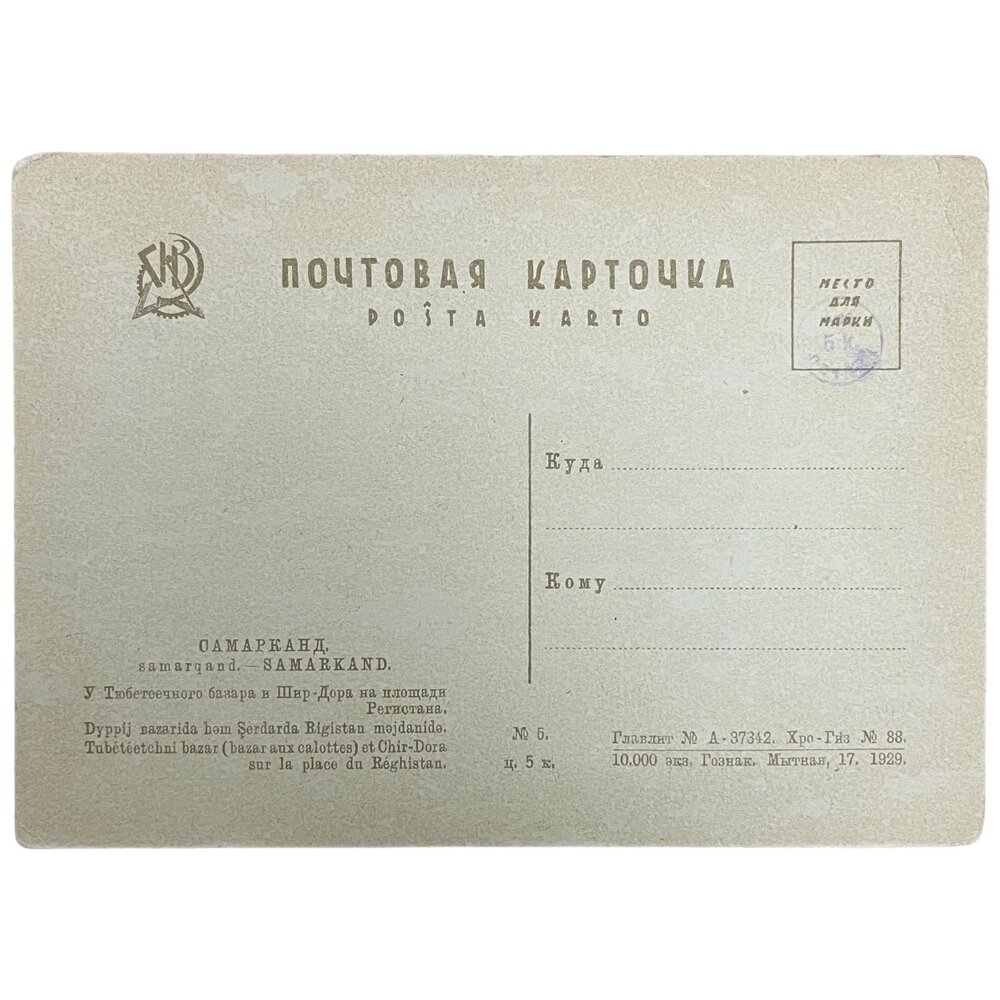 ПОЧТОВАЯ КАРТОЧКА
POŜTA KARTO
МЕСТО
ДЛЯ
МАРКИ
5 К.
Куда
Кому
САМАРКАНД.
samarqand. — SAMARKAND.
У Тюбетеечного базара и Шир-Дора на площади
Регистана.
Dyppij вazarida həm Şerdarda Rigistan məjdanidə.
Tubétéetchni bazar (bazar aux calottes) et Chir-Dora
sur la place du Réghistan.
№ 5.
ц. 5 к.
Главлит № А-37342. Хро-Гиз № 88.
10,000 экз. Гознак. Мытная, 17. 1929.